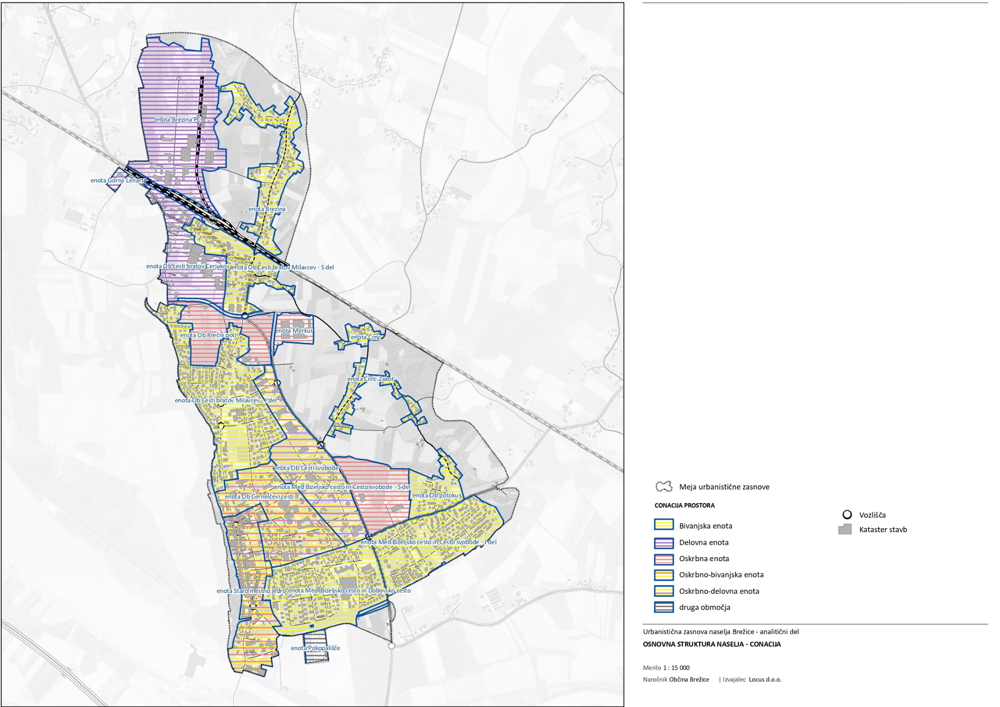 enota Brezina PC
enota Gornji Lenart
enota Brezina
enota Ob cesti bratov Cerjakov
enota Ob Cesti bratov Milavcev - S del
enota Ob Prečni poti
enota Merkur
enota Črnc
enota Črnc-Zakot
enota Ob Cesti bratov Milavcev - J del
enota Ob Cesti svobode
enota Med Bizeljsko cesto in Cesto svobode - S del
enota Ob Černelčevi cesti
enota Ob potoku
enota Med Bizeljsko cesto in Cesto svobode - J del
enota Staro mestno jedro
enota Med Bizeljsko cesto in Dobovsko cesto
enota Pokopališče
Meja urbanistične zasnove
CONACIJA PROSTORA
Bivanjska enota
Delovna enota
Oskrbna enota
Oskrbno-bivanjska enota
Oskrbno-delovna enota
druga območja
Vozlišča
Kataster stavb
Urbanistična zasnova naselja Brežice - analitični del
OSNOVNA STRUKTURA NASELJA - CONACIJA
Merilo 1 : 15 000
Naročnik Občina Brežice | Izvajalec Locus d.o.o.